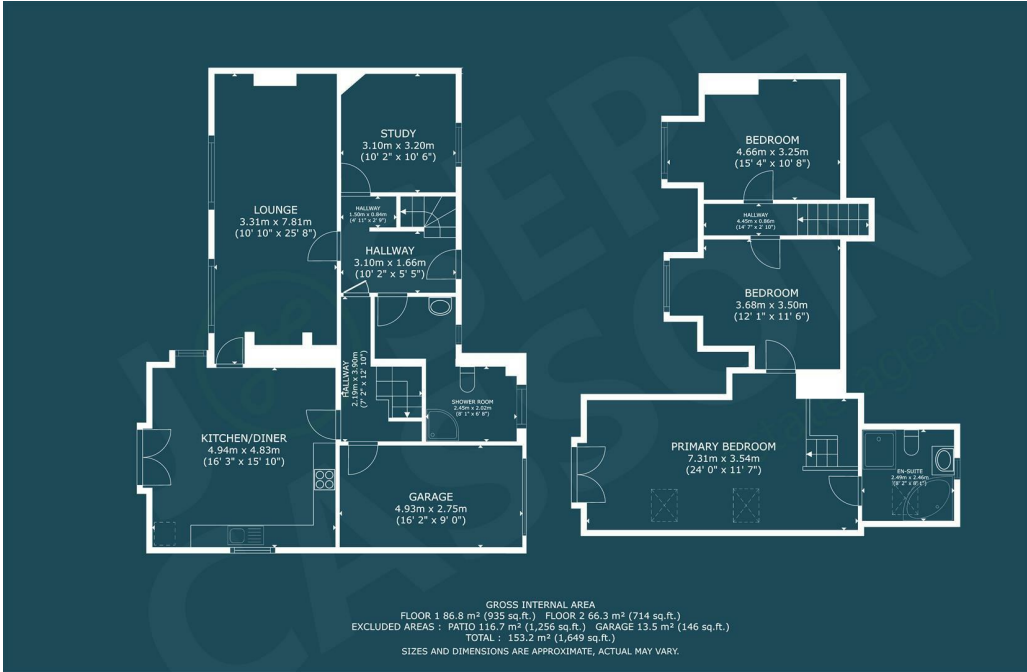 STUDY
3.10m x 3.20m
(10' 2" x 10' 6")
HALLWAY
1.50m x 0.84m
(4' 11" x 2' 9")
LOUNGE
3.31m x 7.81m
(10' 10" x 25' 8")
HALLWAY
3.10m x 1.66m
(10' 2" x 5' 5")
HALLWAY
2.19m x 3.90m
(7' 2" x 12' 10")
SHOWER ROOM
2.45m x 2.02m
(8' 1" x 6' 8")
KITCHEN/DINER
4.94m x 4.83m
(16' 3" x 15' 10")
GARAGE
4.93m x 2.75m
(16' 2" x 9' 0")
BEDROOM
4.66m x 3.25m
(15' 4" x 10' 8")
HALLWAY
4.45m x 0.86m
(14' 7" x 2' 10")
BEDROOM
3.68m x 3.50m
(12' 1" x 11' 6")
PRIMARY BEDROOM
7.31m x 3.54m
(24' 0" x 11' 7")
EN-SUITE
2.49m x 2.46m
(8' 2" x 8' 1")
JOSEPH
CASSON
GROSS INTERNAL AREA
FLOOR 1 86.8 m² (935 sq.ft.) FLOOR 2 66.3 m² (714 sq.ft.)
EXCLUDED AREAS : PATIO 116.7 m² (1,256 sq.ft.) GARAGE 13.5 m² (146 sq.ft.)
TOTAL : 153.2 m² (1,649 sq.ft.)
SIZES AND DIMENSIONS ARE APPROXIMATE, ACTUAL MAY VARY.